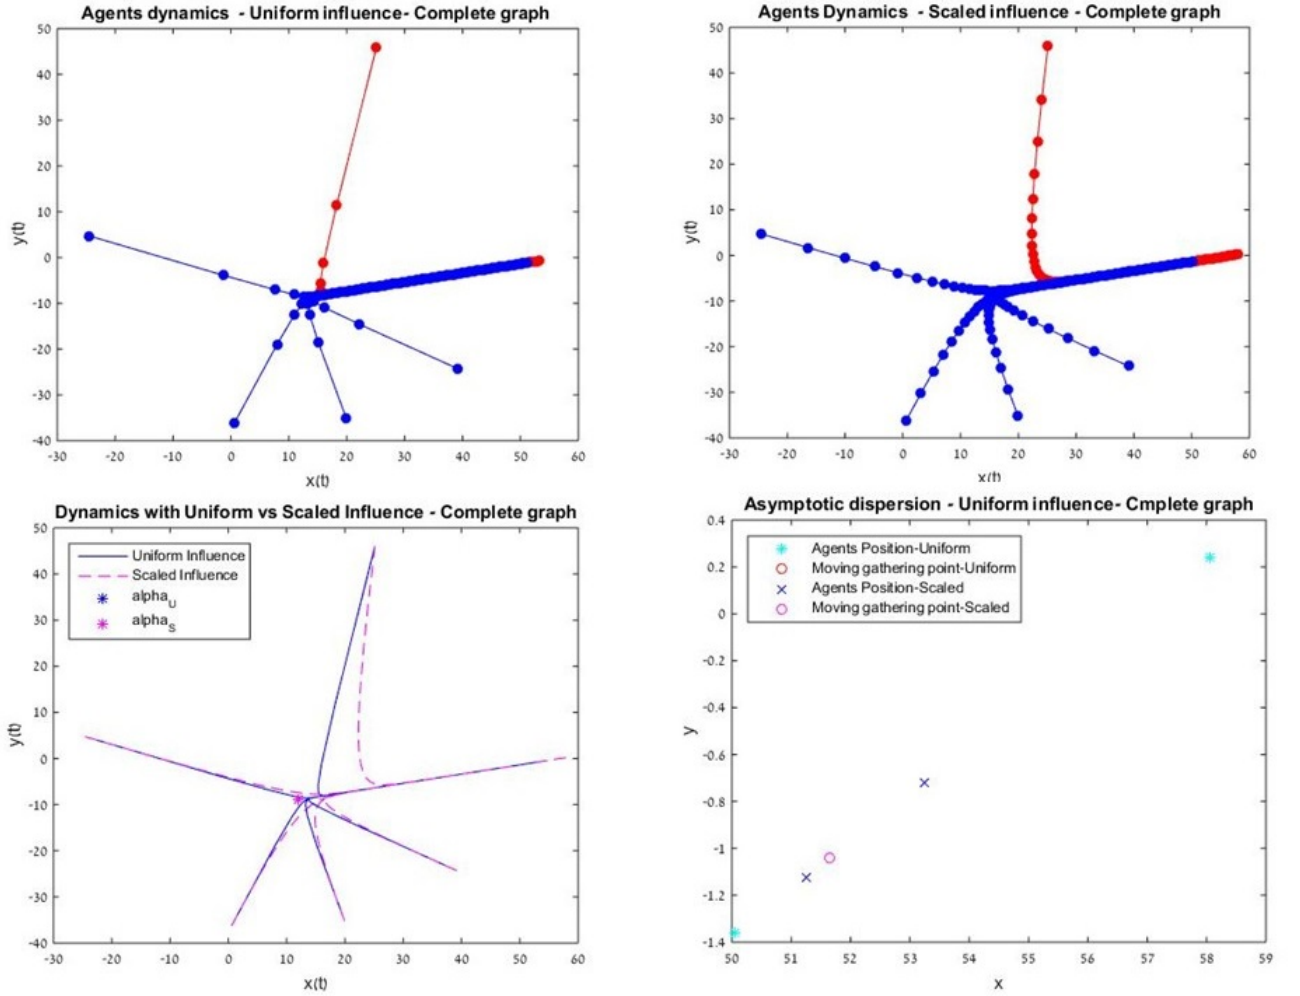 Agents dynamics - Uniform influence- Complete graph
50
40
30
20
10
0
-10
-20
-30
-40
y(t)
-30 -20 -10 0 10 20 30 40 50 60
x(t)
Agents Dynamics - Scaled influence - Complete graph
50
40
30
20
10
0
-10
-20
-30
-40
y(t)
-30 -20 -10 0 10 20 30 40 50 60
x(t)
Dynamics with Uniform vs Scaled Influence - Complete graph
50
40
30
20
10
0
-10
-20
-30
-40
y(t)
Uniform Influence
Scaled Influence
alpha_U
alpha_S
-30 -20 -10 0 10 20 30 40 50 60
x(t)
Asymptotic dispersion - Uniform influence- Cmplete graph
0.4
0.2
0
-0.2
-0.4
-0.6
-0.8
-1
-1.2
-1.4
y
Agents Position-Uniform
Moving gathering point-Uniform
Agents Position-Scaled
Moving gathering point-Scaled
50 51 52 53 54 55 56 57 58 59
x